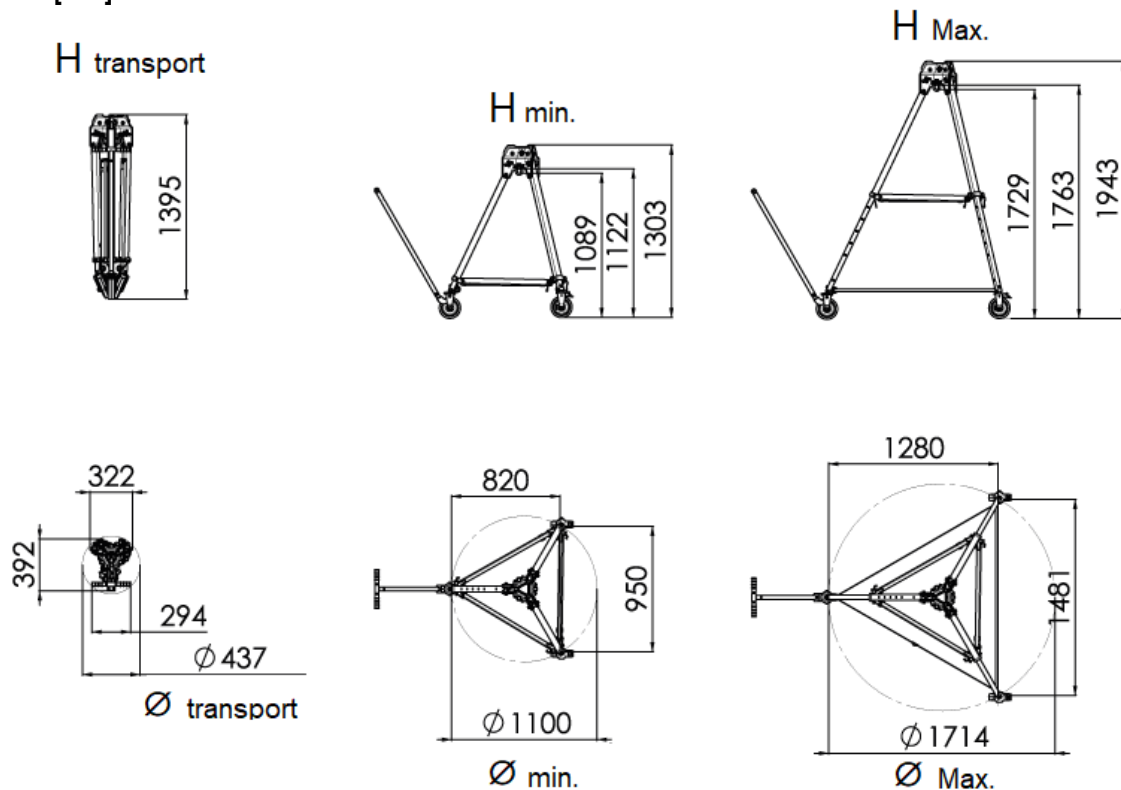 H transport
1395
H min.
1089
1122
1303
H Max.
1729
1763
1943
322
392
294
Ø 437
Ø transport
820
950
Ø 1100
Ø min.
1280
1481
Ø 1714
Ø Max.